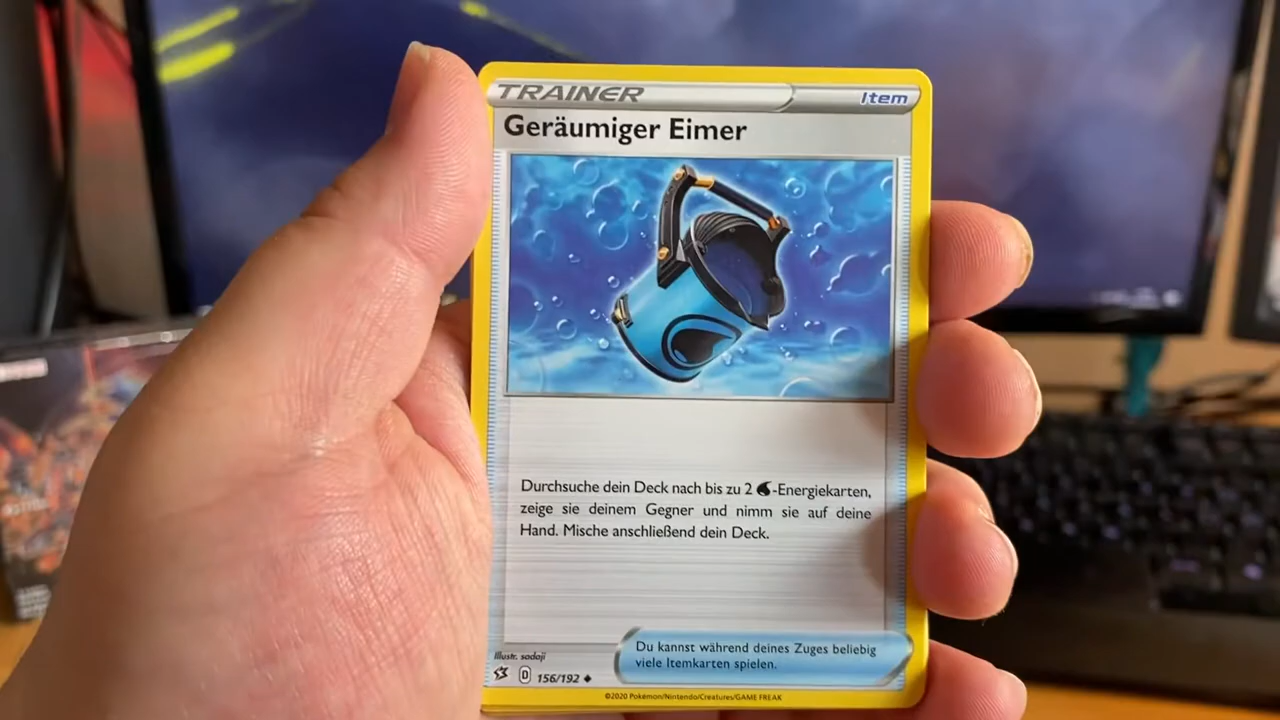 TRAINER
Item
Geräumiger Eimer
Durchsuche dein Deck nach bis zu 2 -Energiekarten,
zeige sie deinem Gegner und nimm sie auf deine
Hand. Mische anschließend dein Deck.
Du kannst während deines Zuges beliebig
viele Itemkarten spielen.
Illustr. sadaji
D 156/192
©2020 Pokémon/Nintendo/Creatures/GAME FREAK